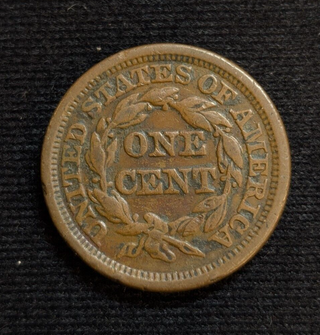 UNITED STATES OF AMERICA
ONE
CENT